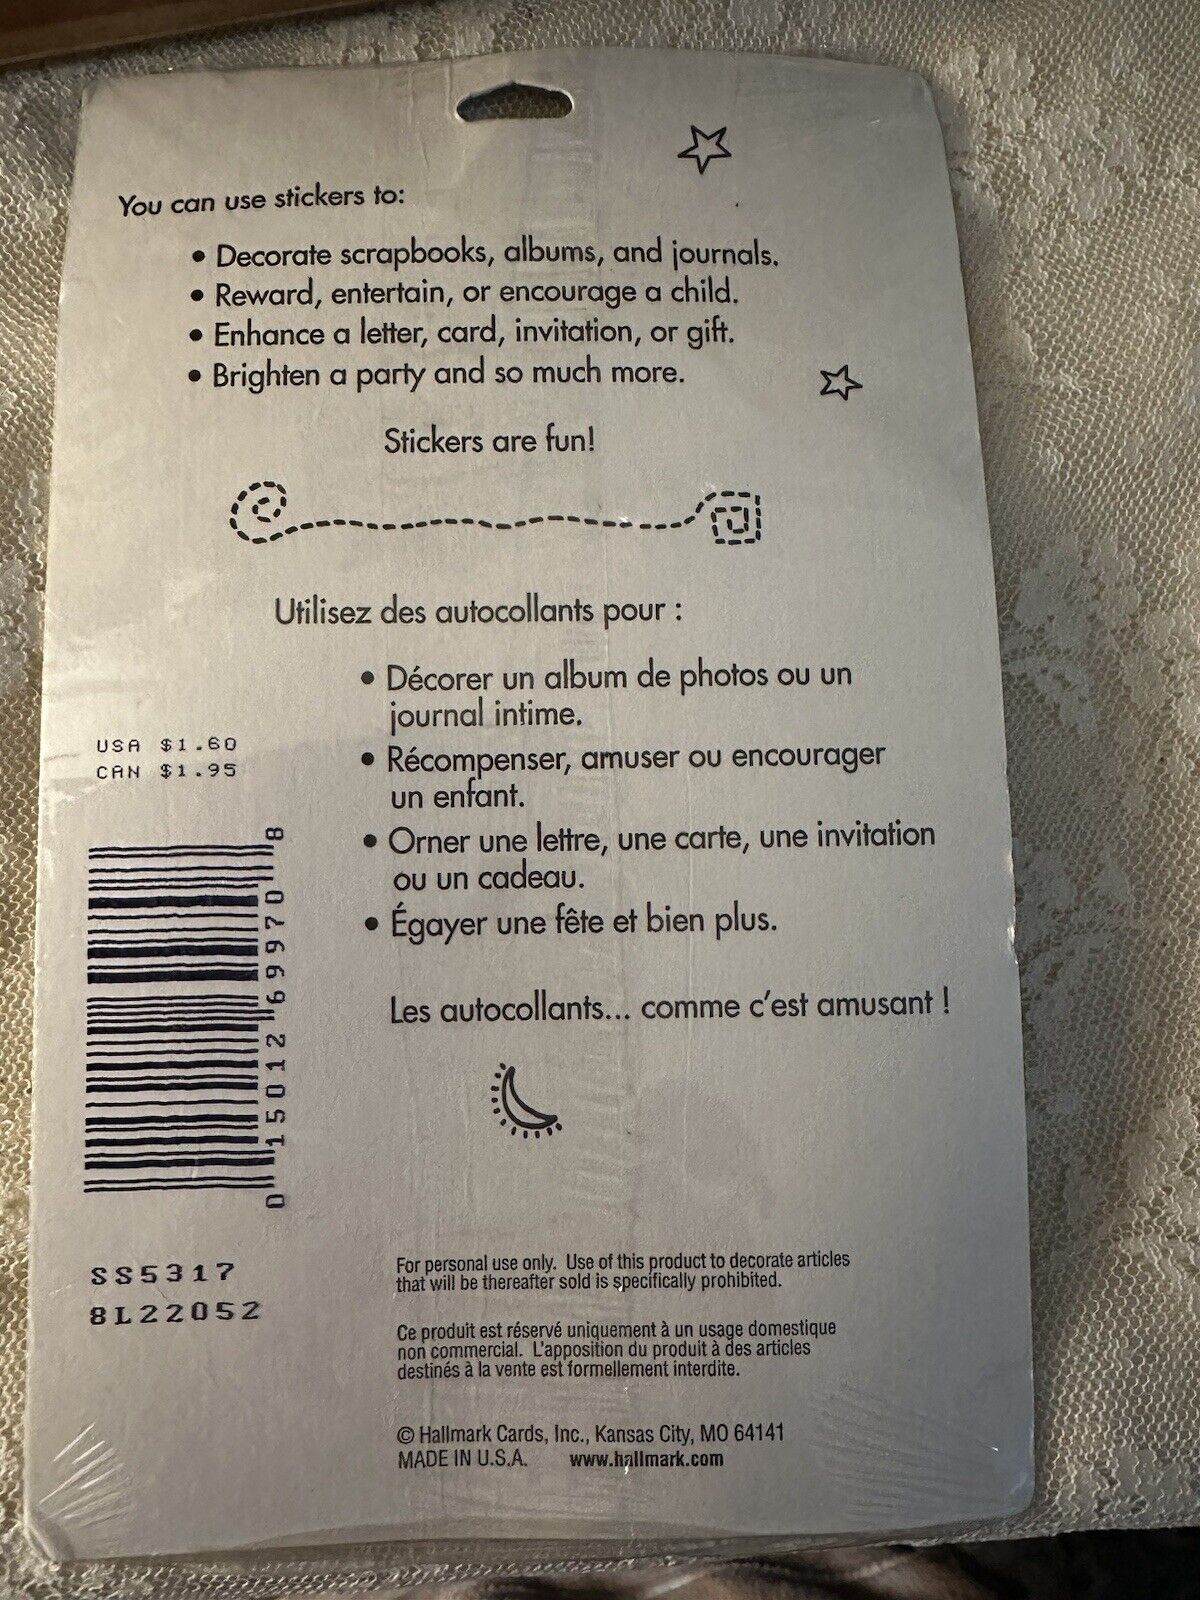 You can use stickers to:
• Decorate scrapbooks, albums, and journals.
• Reward, entertain, or encourage a child.
• Enhance a letter, card, invitation, or gift.
• Brighten a party and so much more.
Stickers are fun!
Utilisez des autocollants pour :
• Décorer un album de photos ou un
journal intime.
• Récompenser, amuser ou encourager
un enfant.
• Orner une lettre, une carte, une invitation
ou un cadeau.
• Égayer une fête et bien plus.
Les autocollants... comme c'est amusant !
USA $1.60
CAN $1.95
0 15012 69970 8
SS5317
8L22052
For personal use only. Use of this product to decorate articles
that will be thereafter sold is specifically prohibited.
Ce produit est réservé uniquement à un usage domestique
non commercial. L'apposition du produit à des articles
destinés à la vente est formellement interdite.
© Hallmark Cards, Inc., Kansas City, MO 64141
MADE IN U.S.A. www.hallmark.com